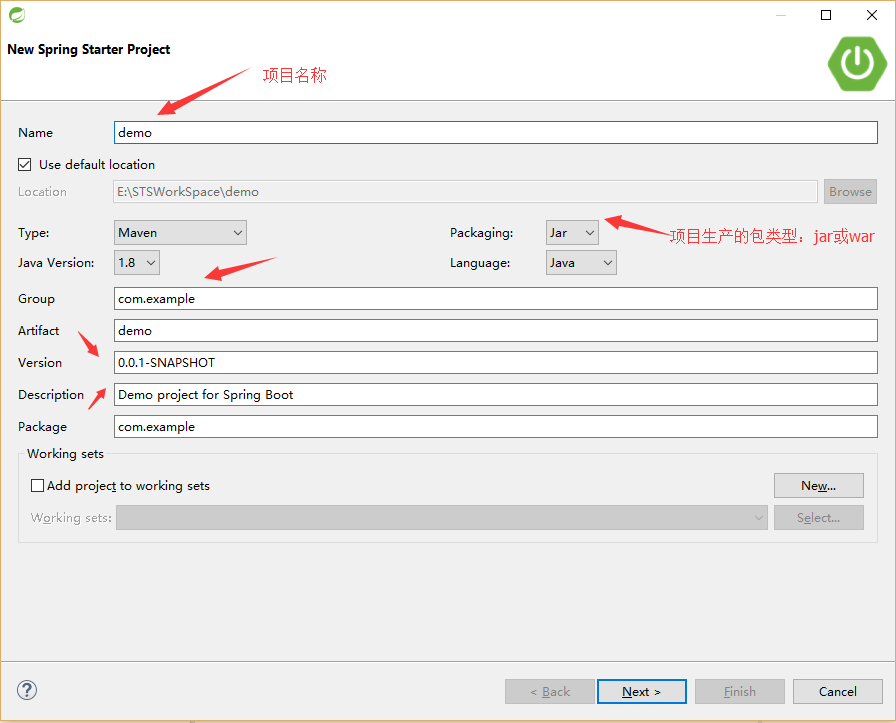 New Spring Starter Project
项目名称
Name demo
Use default location
Location E:\STSWorkSpace\demo Browse
Type: Maven Packaging: Jar 项目生产的包类型：jar或war
Java Version: 1.8 Language: Java
Group com.example
Artifact demo
Version 0.0.1-SNAPSHOT
Description Demo project for Spring Boot
Package com.example
Working sets
Add project to working sets New...
Working sets: Select...
? < Back Next > Finish Cancel